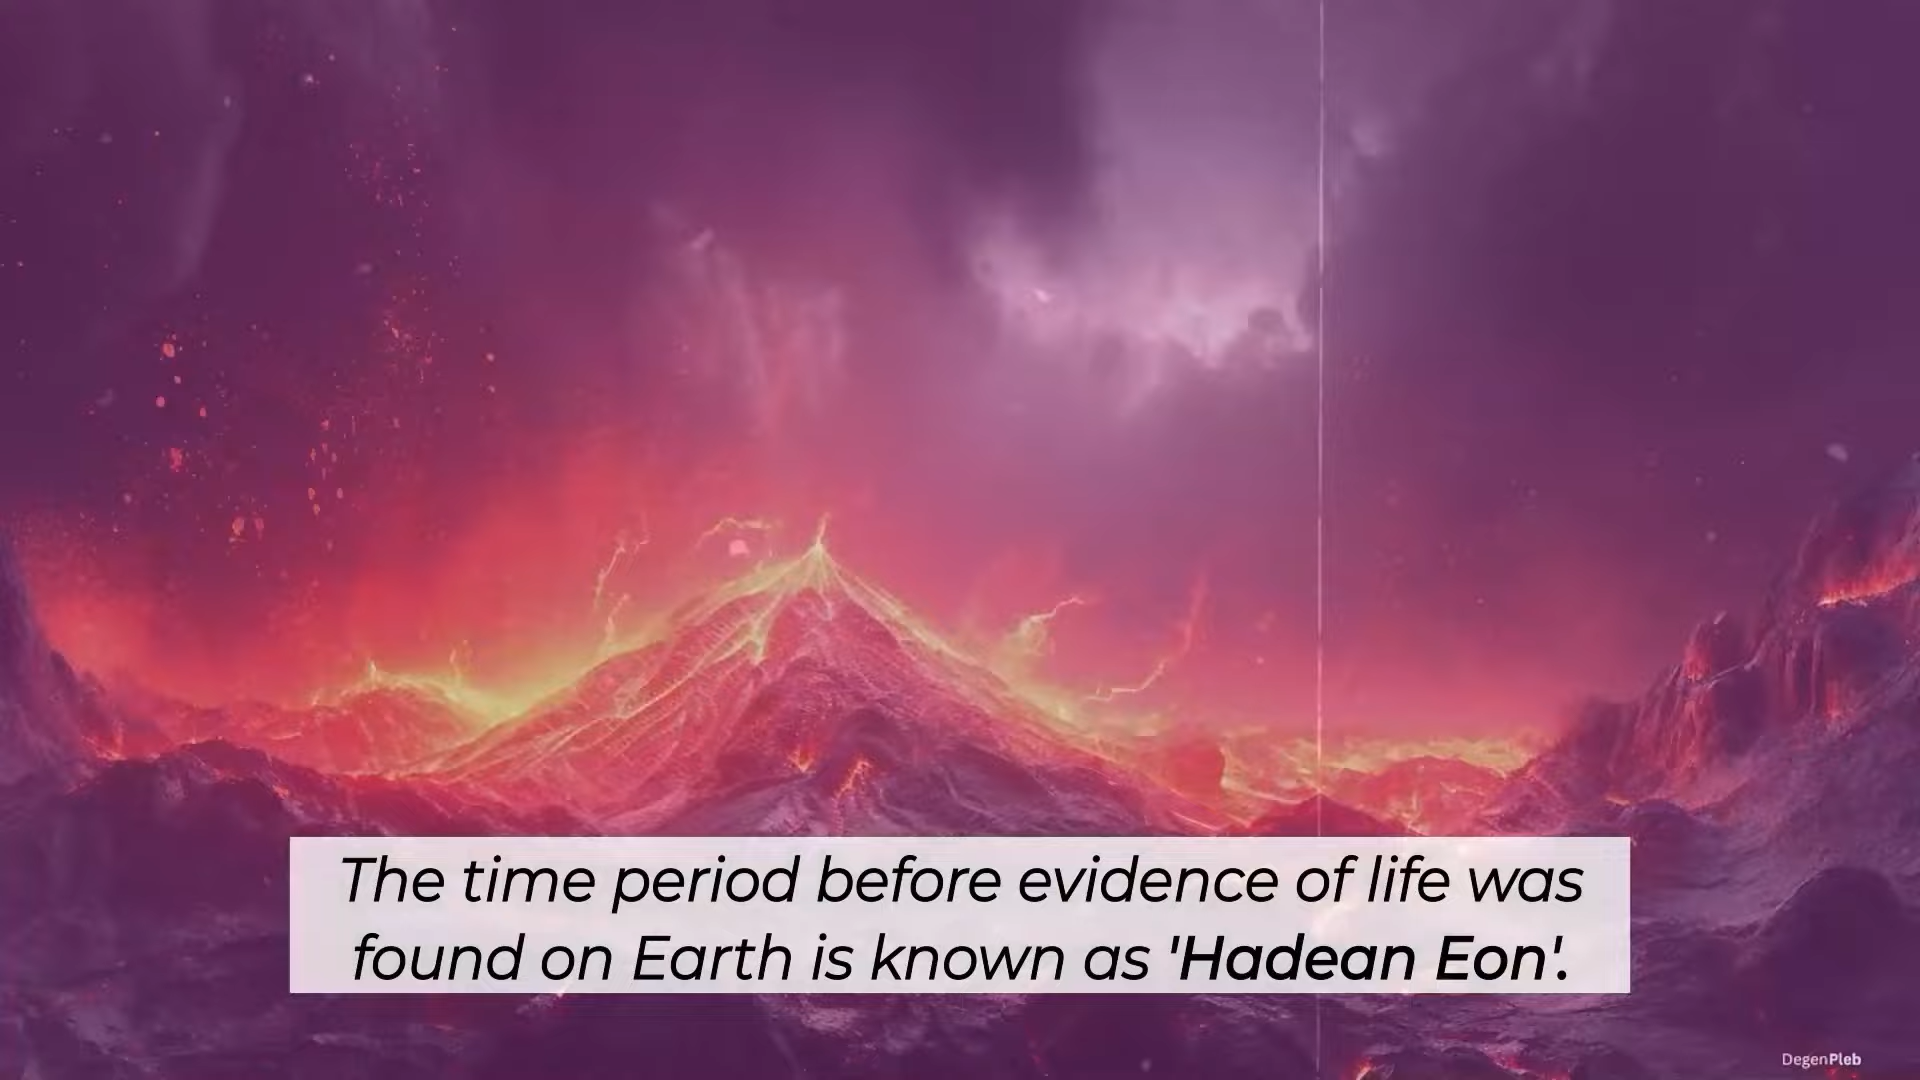 The time period before evidence of life was
found on Earth is known as 'Hadean Eon'.
DegenPleb